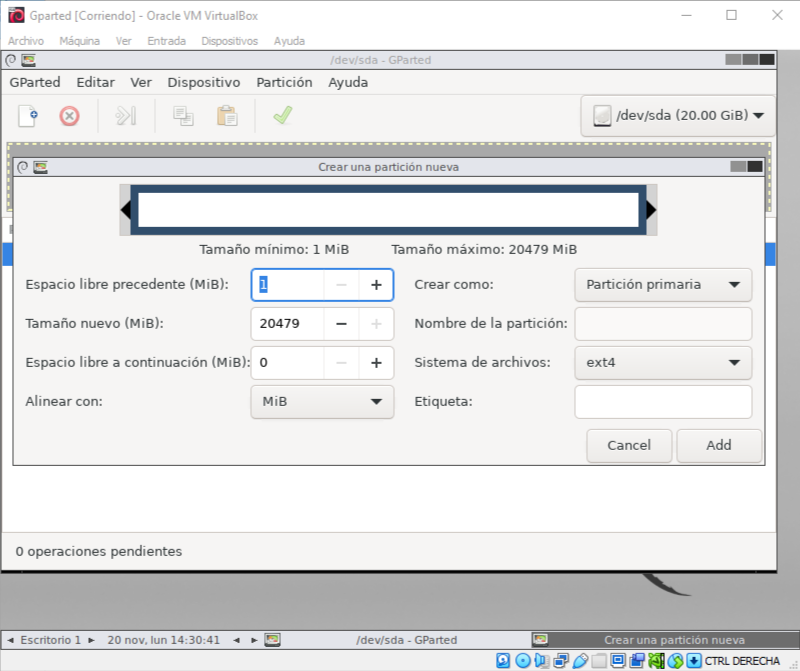 Gparted [Corriendo] - Oracle VM VirtualBox
Archivo Máquina Ver Entrada Dispositivos Ayuda
/dev/sda - GParted
GParted Editar Ver Dispositivo Partición Ayuda
/dev/sda (20.00 GiB)
Crear una partición nueva
Tamaño mínimo: 1 MiB Tamaño máximo: 20479 MiB
Espacio libre precedente (MiB): 1 Crear como: Partición primaria
Tamaño nuevo (MiB): 20479 Nombre de la partición:
Espacio libre a continuación (MiB): 0 Sistema de archivos: ext4
Alinear con: MiB Etiqueta:
Cancel Add
0 operaciones pendientes
Escritorio 1 20 nov, lun 14:30:41 /dev/sda - GParted Crear una partición nueva
CTRL DERECHA